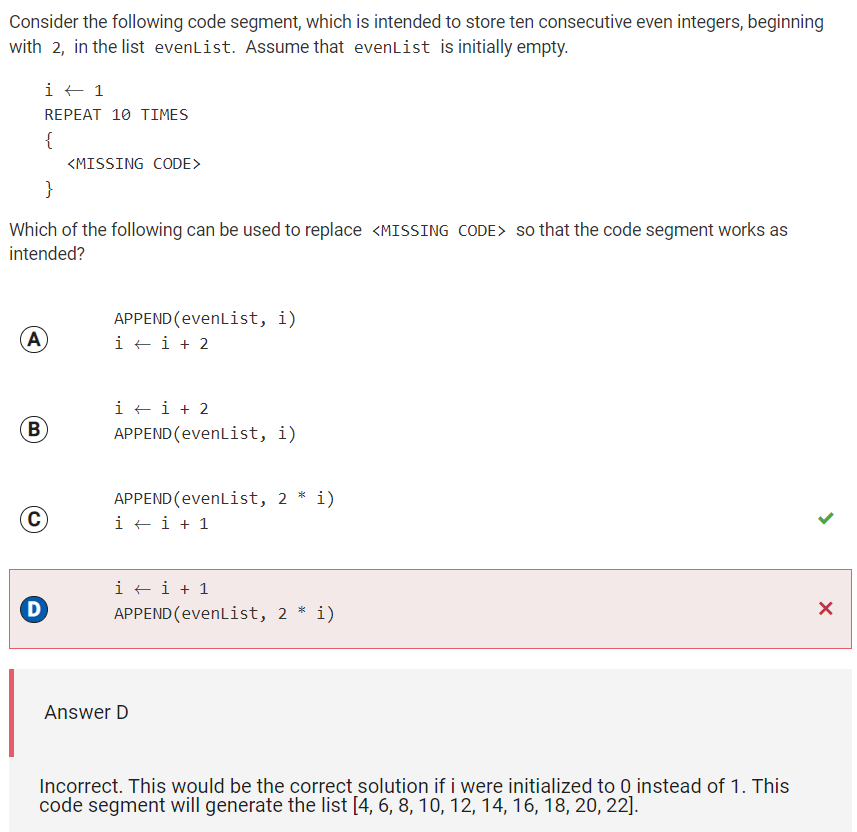 Consider the following code segment, which is intended to store ten consecutive even integers, beginning
with 2, in the list evenList. Assume that evenList is initially empty.
i ← 1
REPEAT 10 TIMES
{
<MISSING CODE>
}
Which of the following can be used to replace <MISSING CODE> so that the code segment works as
intended?
A
APPEND(evenList, i)
i ← i + 2
B
i ← i + 2
APPEND(evenList, i)
C
APPEND(evenList, 2 * i)
i ← i + 1
D
i ← i + 1
APPEND(evenList, 2 * i)
Answer D
Incorrect. This would be the correct solution if i were initialized to 0 instead of 1. This
code segment will generate the list [4, 6, 8, 10, 12, 14, 16, 18, 20, 22].